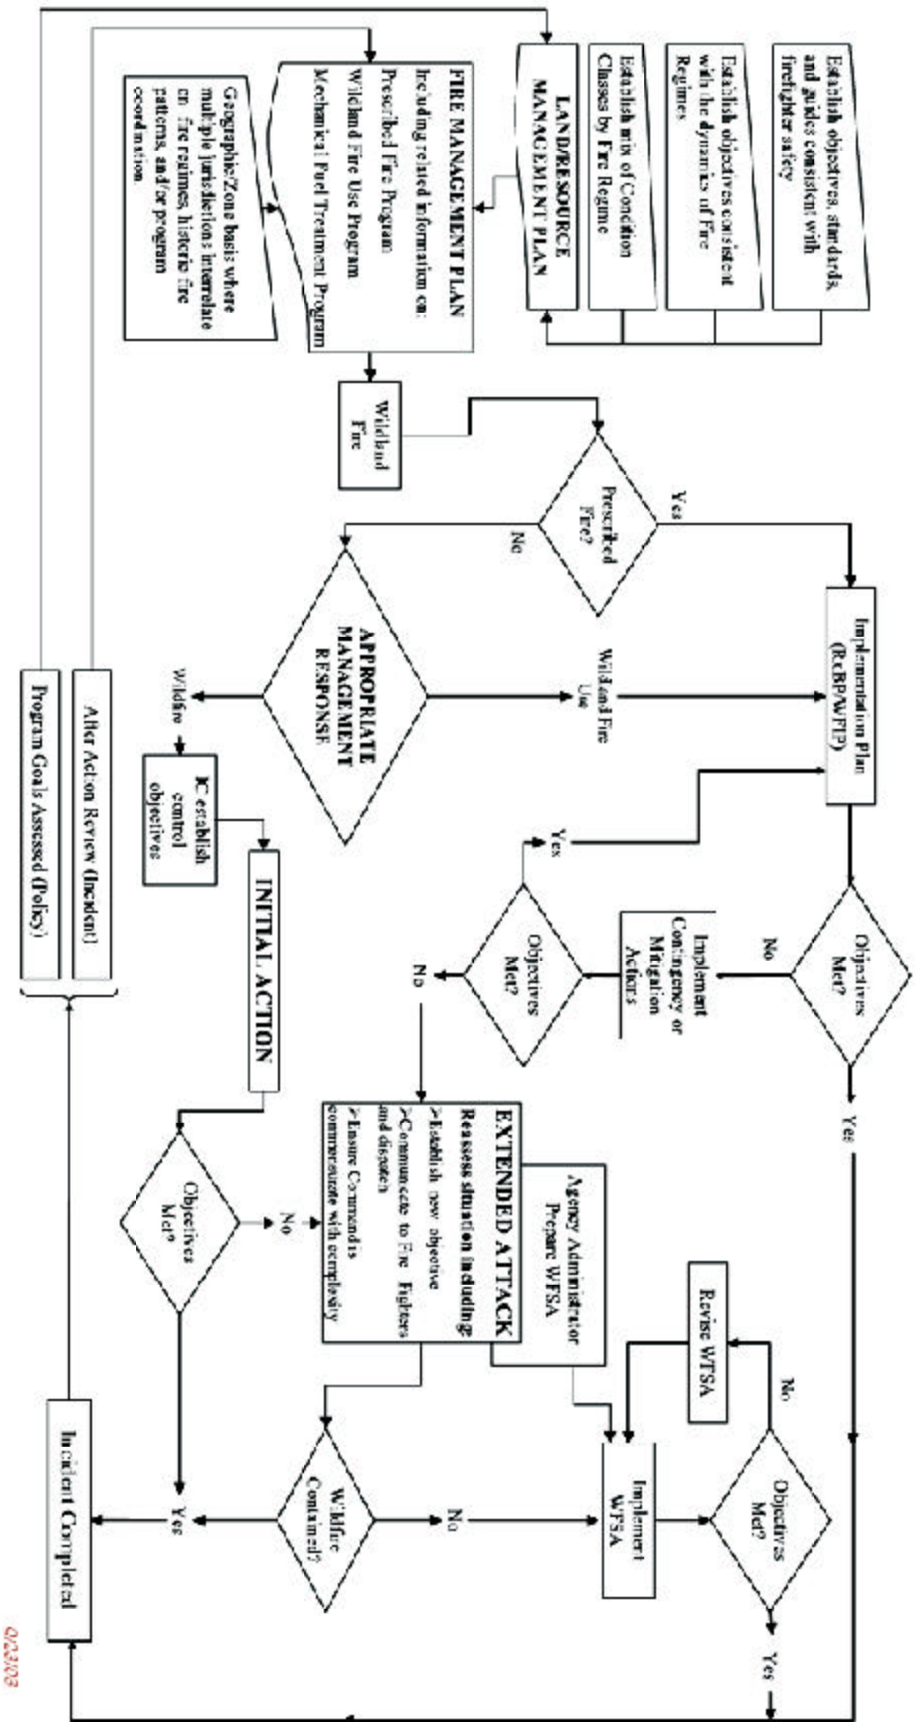 Establish objectives, standards,
and guides consistent with
firefighter safety
Establish objectives consistent
with the dynamics of Fire
Regimes
Establish mix of Condition
Classes by Fire Regime
LAND/RESOURCE
MANAGEMENT PLAN
FIRE MANAGEMENT PLAN
Including related information on:
Prescribed Fire Program
Wildland Fire Use Program
Mechanical Fuel Treatment Program
Geographic/Zone basis where
multiple jurisdictions interrelate
on fire regimes, historic fire
patterns, and/or program
coordination
Wildland
Fire
Prescribed
Fire?
Yes
No
Implementation Plan
(RxBP/WFIP)
Wildland Fire
Use
APPROPRIATE
MANAGEMENT
RESPONSE
Wildfire
IC establish
control
objectives
INITIAL ACTION
Objectives
Met?
Yes
No
Implement
Contingency or
Mitigation
Actions
Objectives
Met?
Yes
No
EXTENDED ATTACK
Reassess situation including:
➢Establish new objective
➢Communicate to Fire Fighters
and dispatch
➢Ensure Command is
commensurate with complexity
Agency Administrator
Prepare WFSA
Objectives
Met?
No
Yes
Revise WFSA
Implement
WFSA
Objectives
Met?
No
Yes
Wildfire
Contained?
No
Incident Completed
After Action Review (Incident)
Program Goals Assessed (Policy)